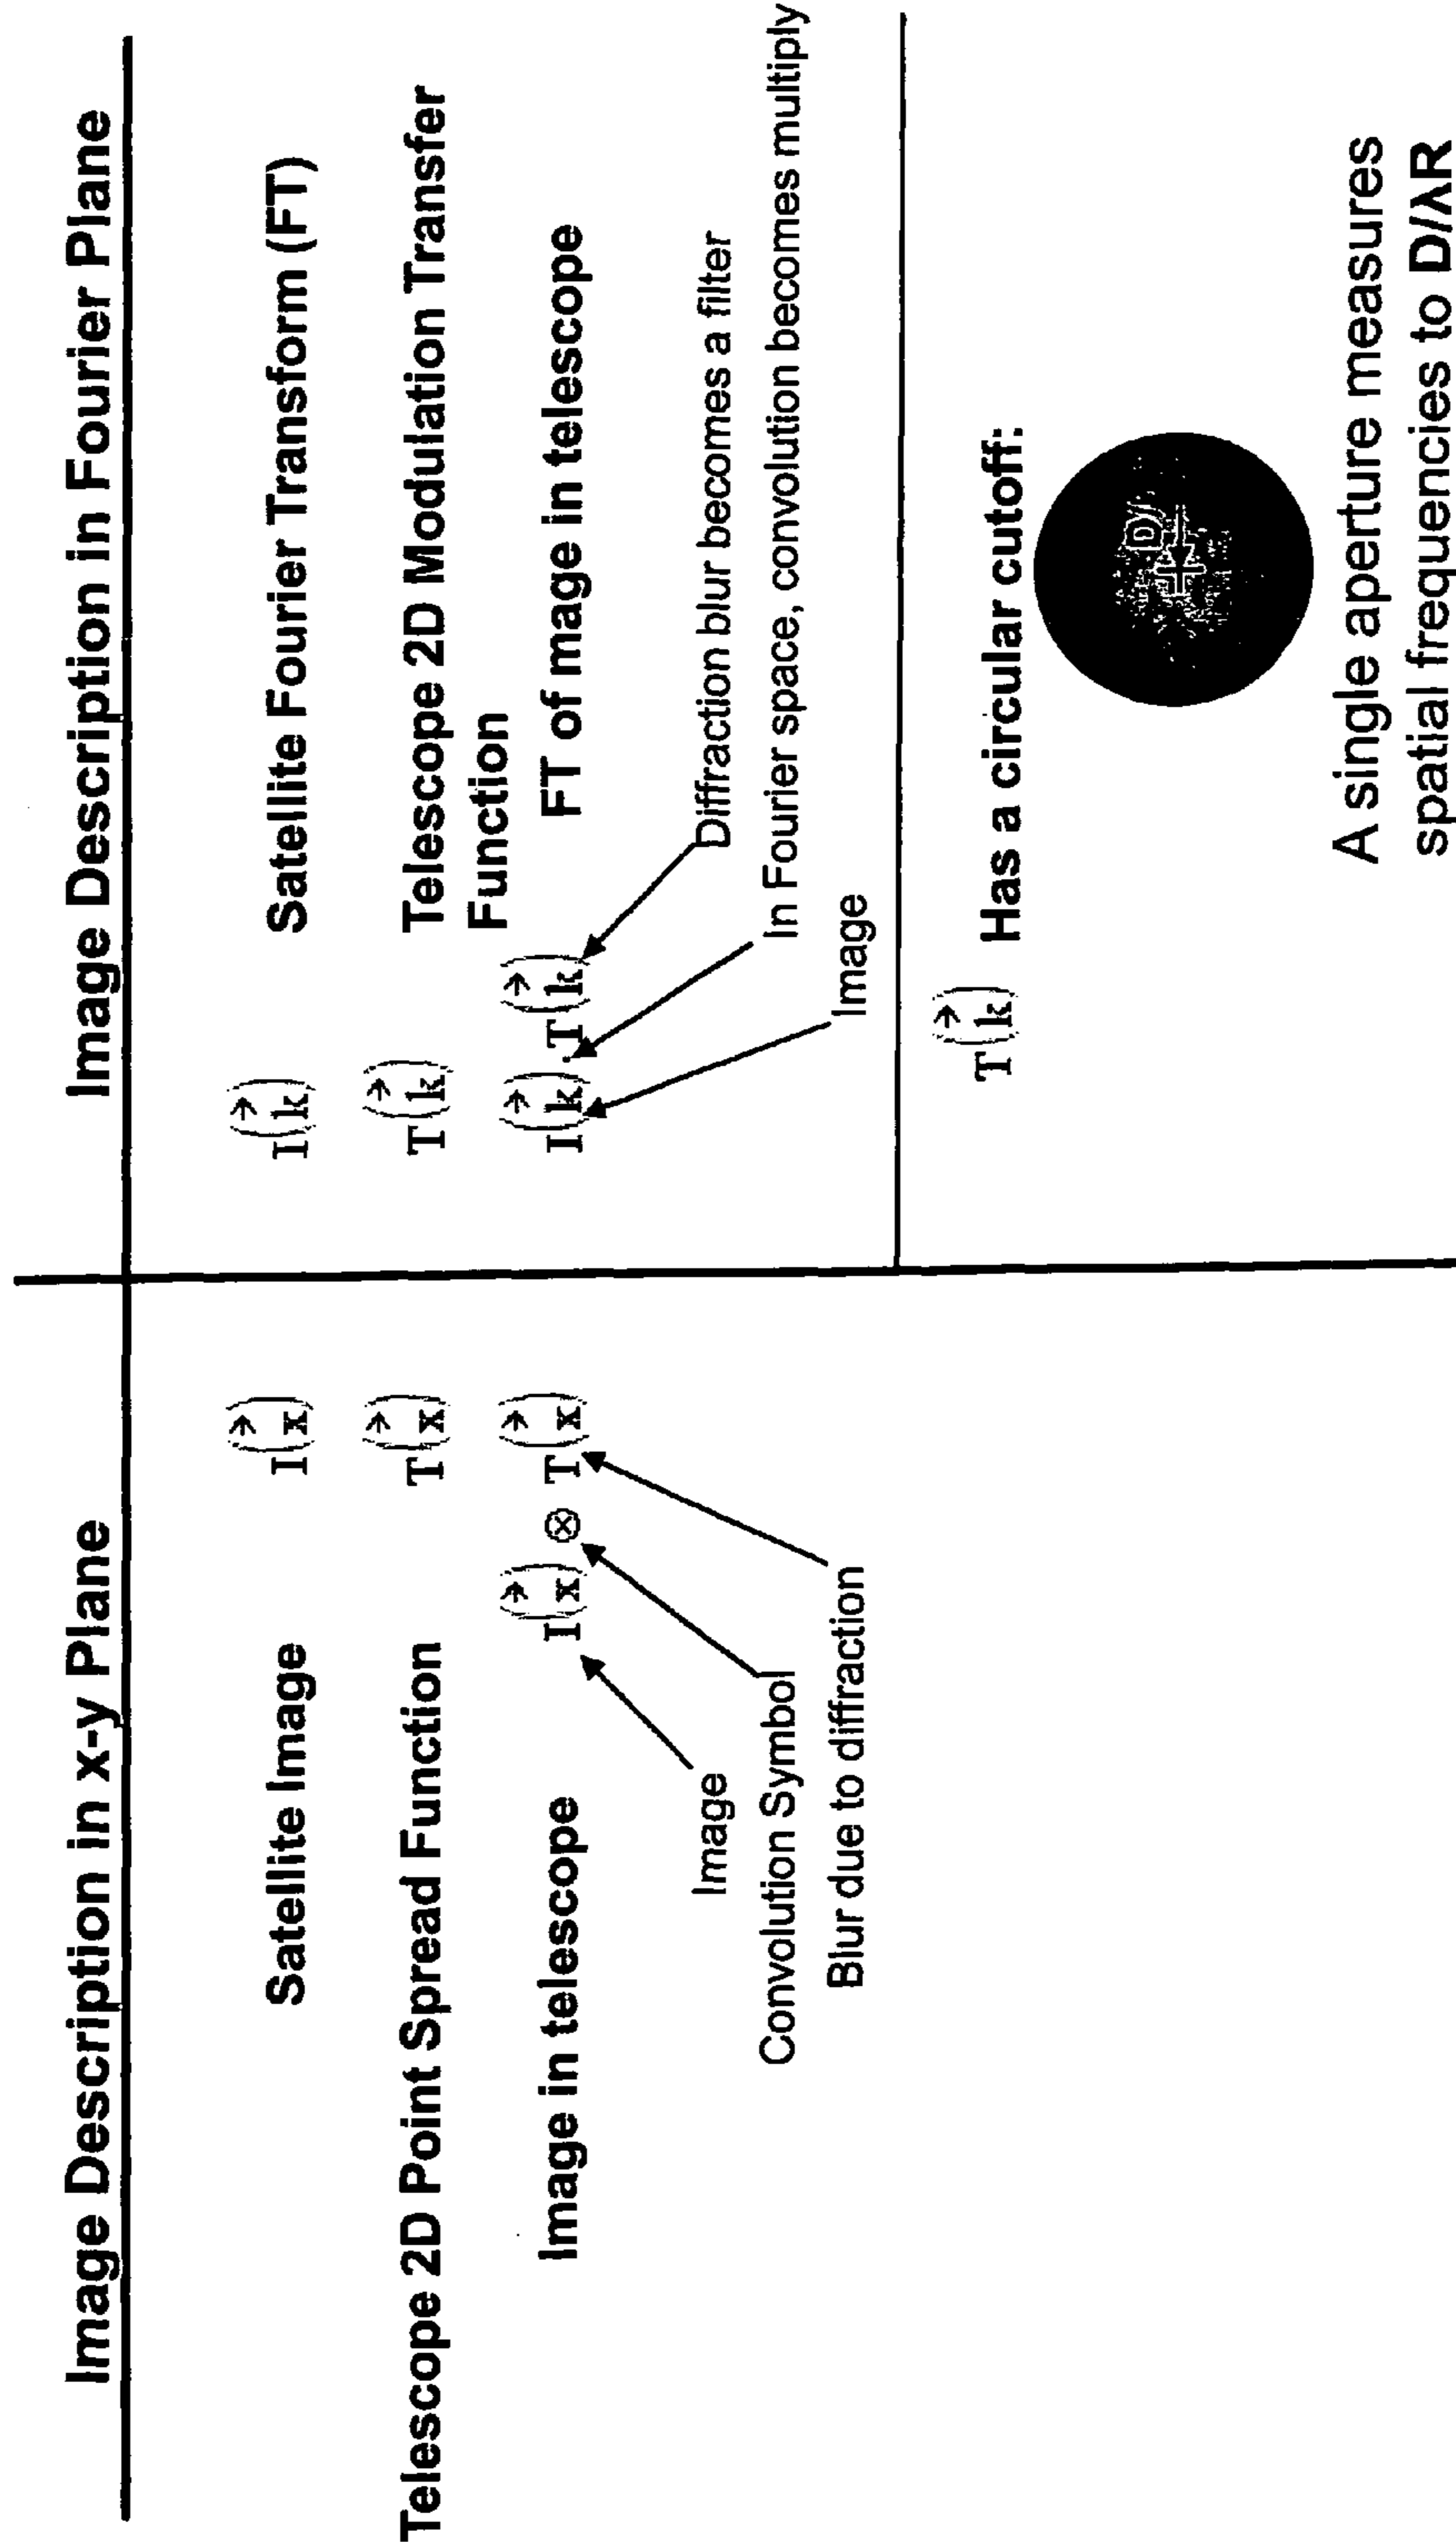 Image Description in x-y Plane
Satellite Image I(x⃗)
Telescope 2D Point Spread Function T(x⃗)
Image in telescope I(x⃗) ⊗ T(x⃗)
Image
Convolution Symbol
Blur due to diffraction
Image Description in Fourier Plane
I(k⃗) Satellite Fourier Transform (FT)
T(k⃗) Telescope 2D Modulation Transfer
Function
I(k⃗) . T(k⃗) FT of image in telescope
Diffraction blur becomes a filter
In Fourier space, convolution becomes multiply
Image
T(k⃗) Has a circular cutoff:
A single aperture measures
spatial frequencies to D/λR